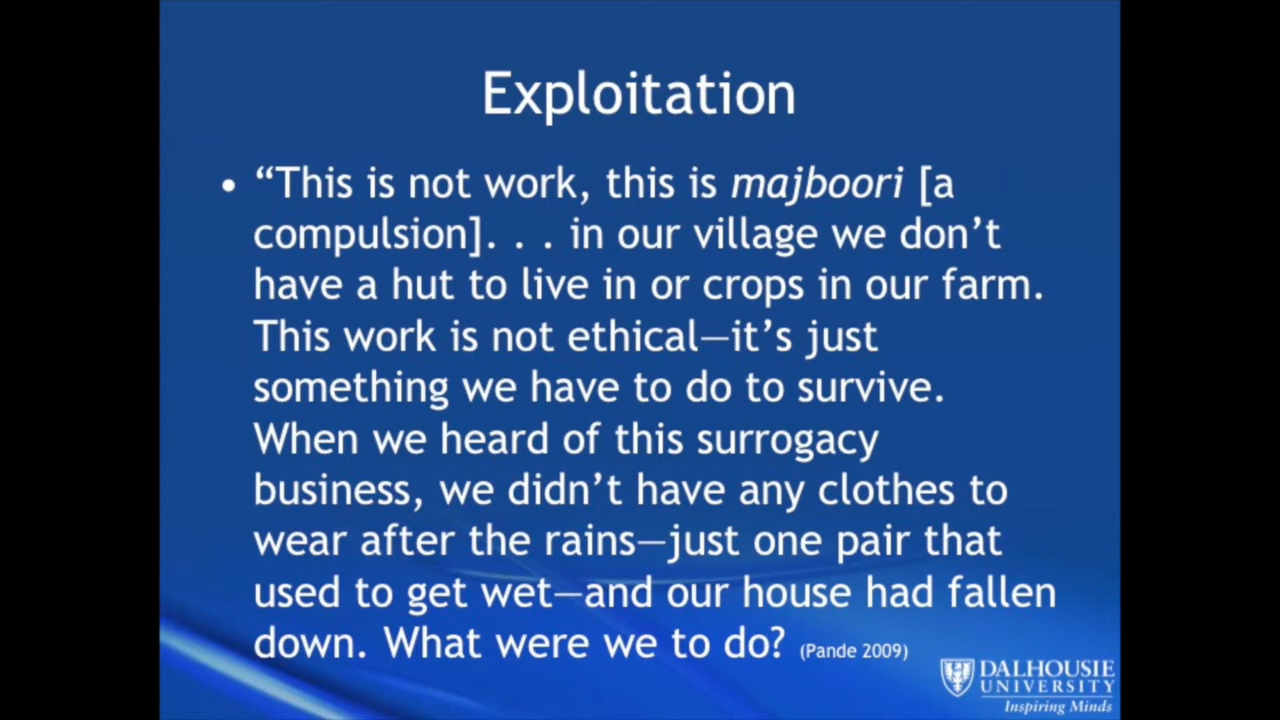 Exploitation
• “This is not work, this is majboori [a
compulsion]. . . in our village we don’t
have a hut to live in or crops in our farm.
This work is not ethical—it’s just
something we have to do to survive.
When we heard of this surrogacy
business, we didn’t have any clothes to
wear after the rains—just one pair that
used to get wet—and our house had fallen
down. What were we to do? (Pande 2009)
DALHOUSIE
UNIVERSITY
Inspiring Minds